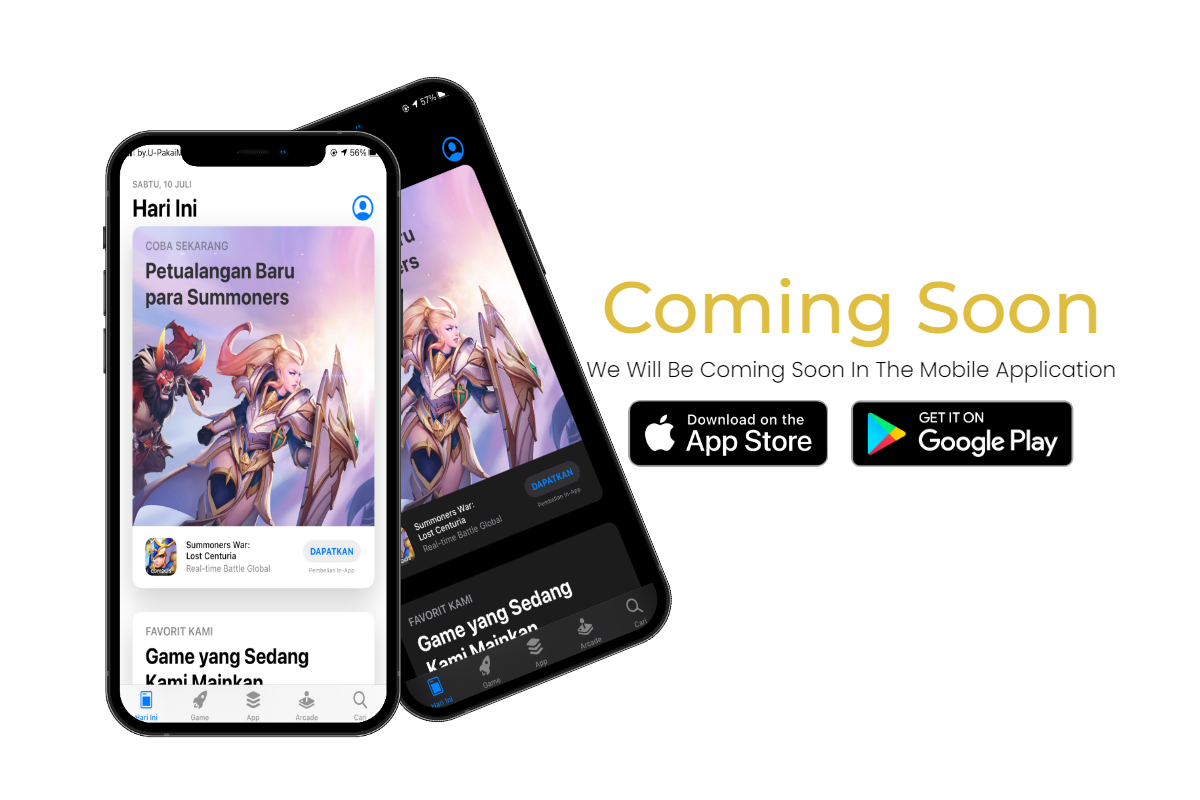 by.U-PakaiM
56%
SABTU, 10 JULI
Hari Ini
COBA SEKARANG
Petualangan Baru
para Summoners
Summoners War:
Lost Centuria
Real-time Battle Global
DAPATKAN
Pembelian In-App
FAVORIT KAMI
Game yang Sedang
Kami Mainkan
Hari Ini
Game
App
Arcade
Cari
57%
ru
ers
Summoners War:
Lost Centuria
Real-time Battle Global
DAPATKAN
Pembelian In-App
FAVORIT KAMI
Game yang Sedang
Kami Mainkan
Hari Ini
Game
App
Arcade
Cari
Coming Soon
We Will Be Coming Soon In The Mobile Application
Download on the
App Store
GET IT ON
Google Play